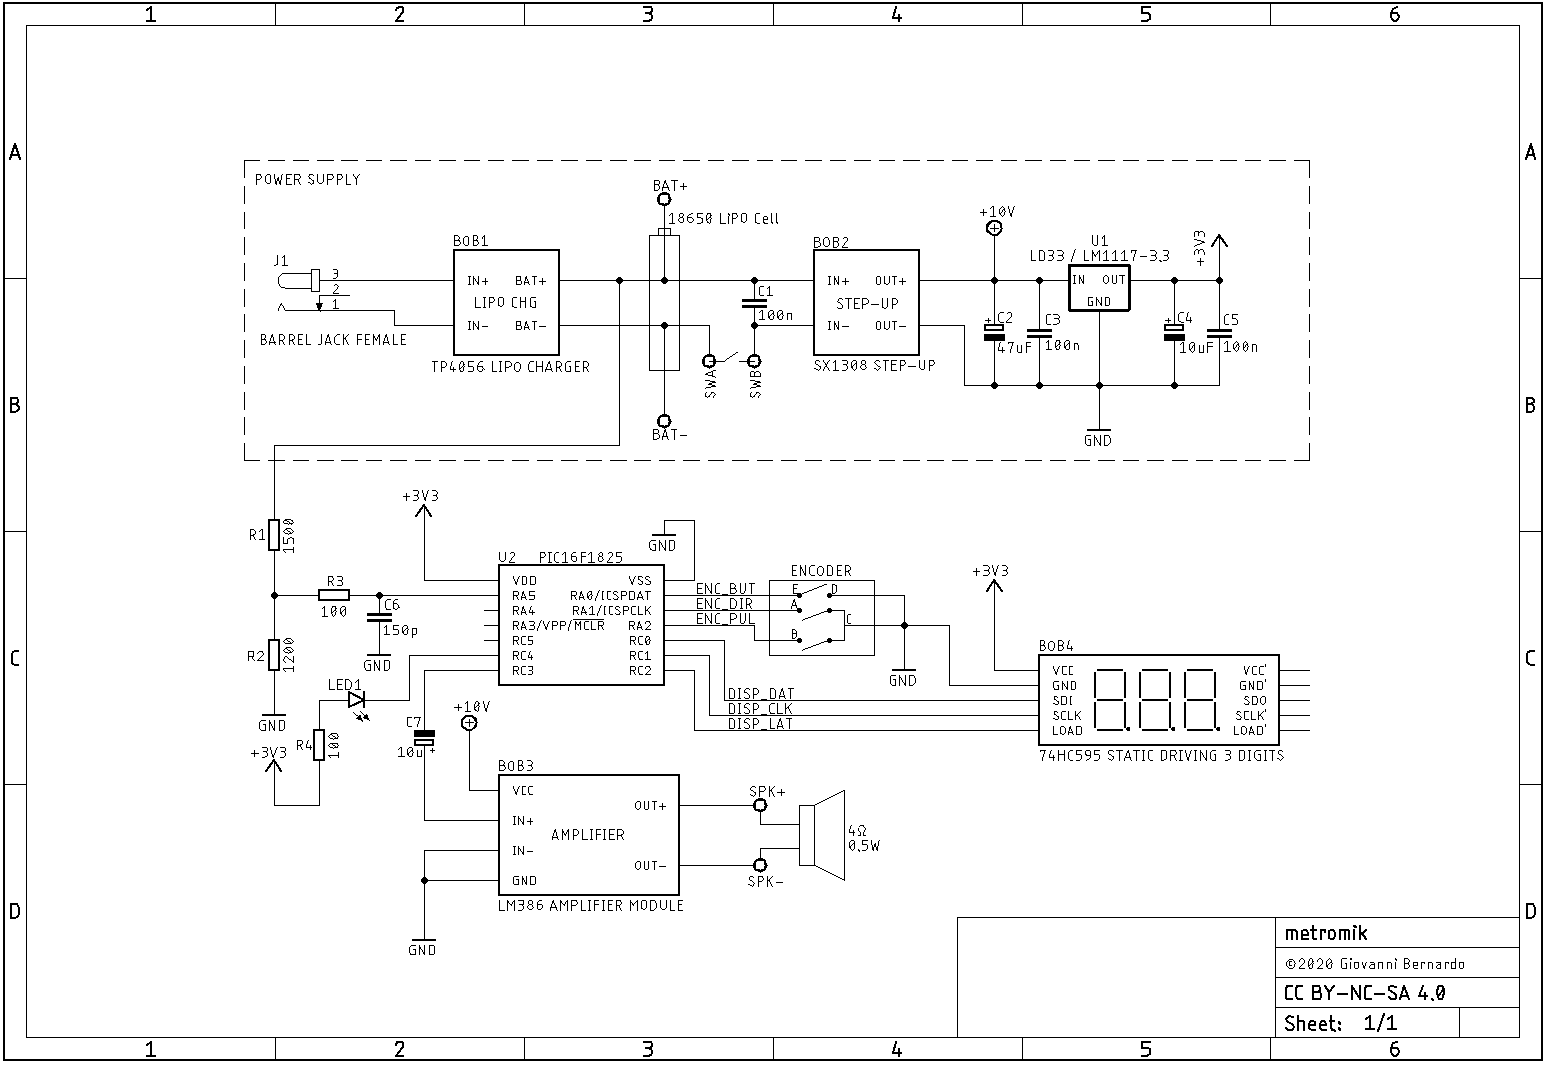 1 2 3 4 5 6
A A
POWER SUPPLY
BAT+
18650 LiPO Cell
+10V
BOB1
BOB2
U1
+3V3
LD33 / LM1117-3.3
J1
3
2
1
IN+ BAT+
LIPO CHG
IN- BAT-
C1
100n
IN+ OUT+
STEP-UP
IN- OUT-
IN OUT
GND
+ C2
47uF
C3
100n
+ C4
10uF
C5
100n
BARREL JACK FEMALE
TP4056 LIPO CHARGER
SWA
SWB
SX1308 STEP-UP
B B
BAT-
GND
+3V3
R1
1500
GND
U2 PIC16F1825
VDD VSS
RA5 RA0/ICSPDAT
RA4 RA1/ICSPCLK
RA3/VPP/MCLR RA2
RC5 RC0
RC4 RC1
RC3 RC2
ENC_BUT
ENC_DIR
ENC_PUL
ENCODER
E D
A
C
B
+3V3
R3
100
C6
150p
GND
R2
1200
C C
GND
BOB4
VCC VCC'
GND GND'
SDI SDO
SCLK SCLK'
LOAD LOAD'
74HC595 STATIC DRIVING 3 DIGITS
DISP_DAT
DISP_CLK
DISP_LAT
LED1
GND
+3V3
R4
100
C7
10u +
+10V
BOB3
VCC
OUT+
IN+
AMPLIFIER
IN-
OUT-
GND
LM386 AMPLIFIER MODULE
SPK+
4Ω
0.5W
SPK-
GND
D D
metromik
©2020 Giovanni Bernardo
CC BY-NC-SA 4.0
Sheet: 1/1
1 2 3 4 5 6